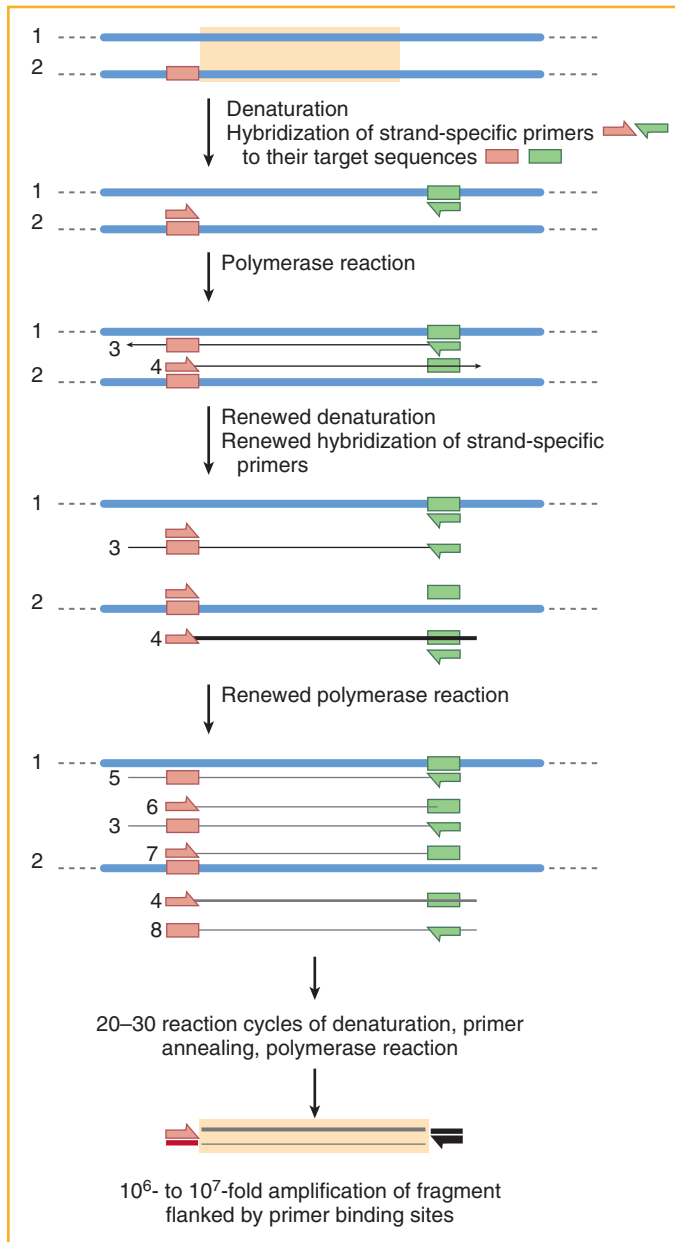 1
2
Denaturation
Hybridization of strand-specific primers
to their target sequences
1
2
Polymerase reaction
1
3
4
2
Renewed denaturation
Renewed hybridization of strand-specific
primers
1
3
2
4
Renewed polymerase reaction
1
5
6
3
7
2
4
8
20–30 reaction cycles of denaturation, primer
annealing, polymerase reaction
10⁶- to 10⁷-fold amplification of fragment
flanked by primer binding sites